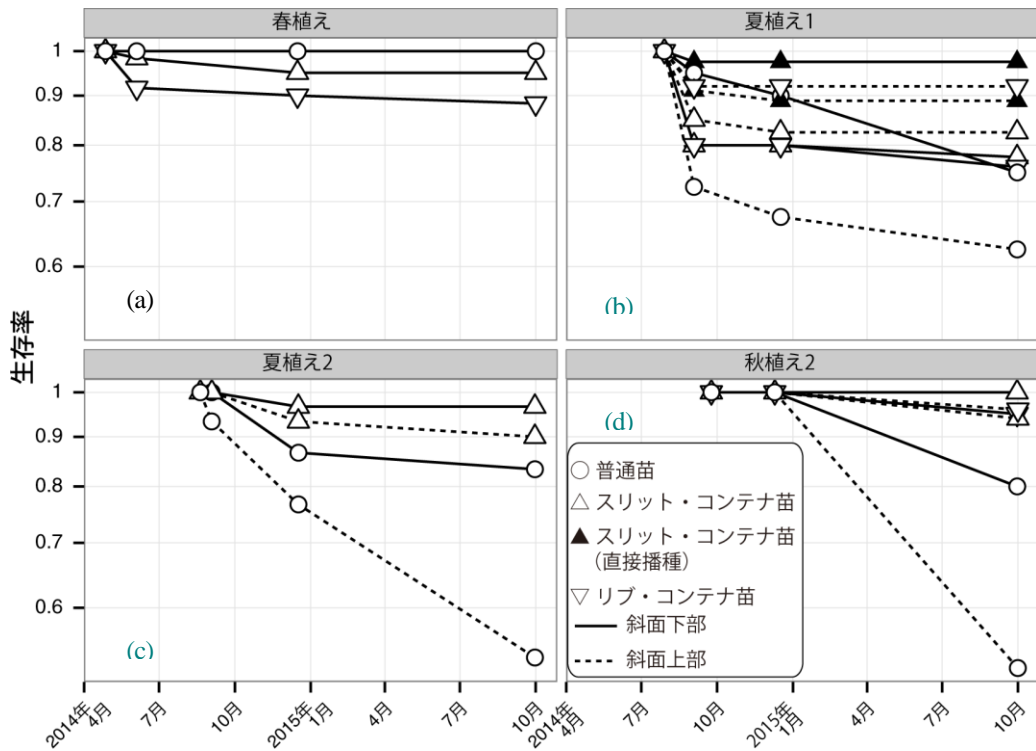 春植え
夏植え1
1
0.9
0.8
0.7
0.6
(a)
(b)
生存率
夏植え2
秋植え2
1
0.9
0.8
0.7
0.6
(c)
(d)
普通苗
スリット・コンテナ苗
スリット・コンテナ苗
(直接播種)
リブ・コンテナ苗
斜面下部
斜面上部
2014年
4月
7月
10月
2015年
1月
4月
7月
10月
2014年
4月
7月
10月
2015年
1月
4月
7月
10月